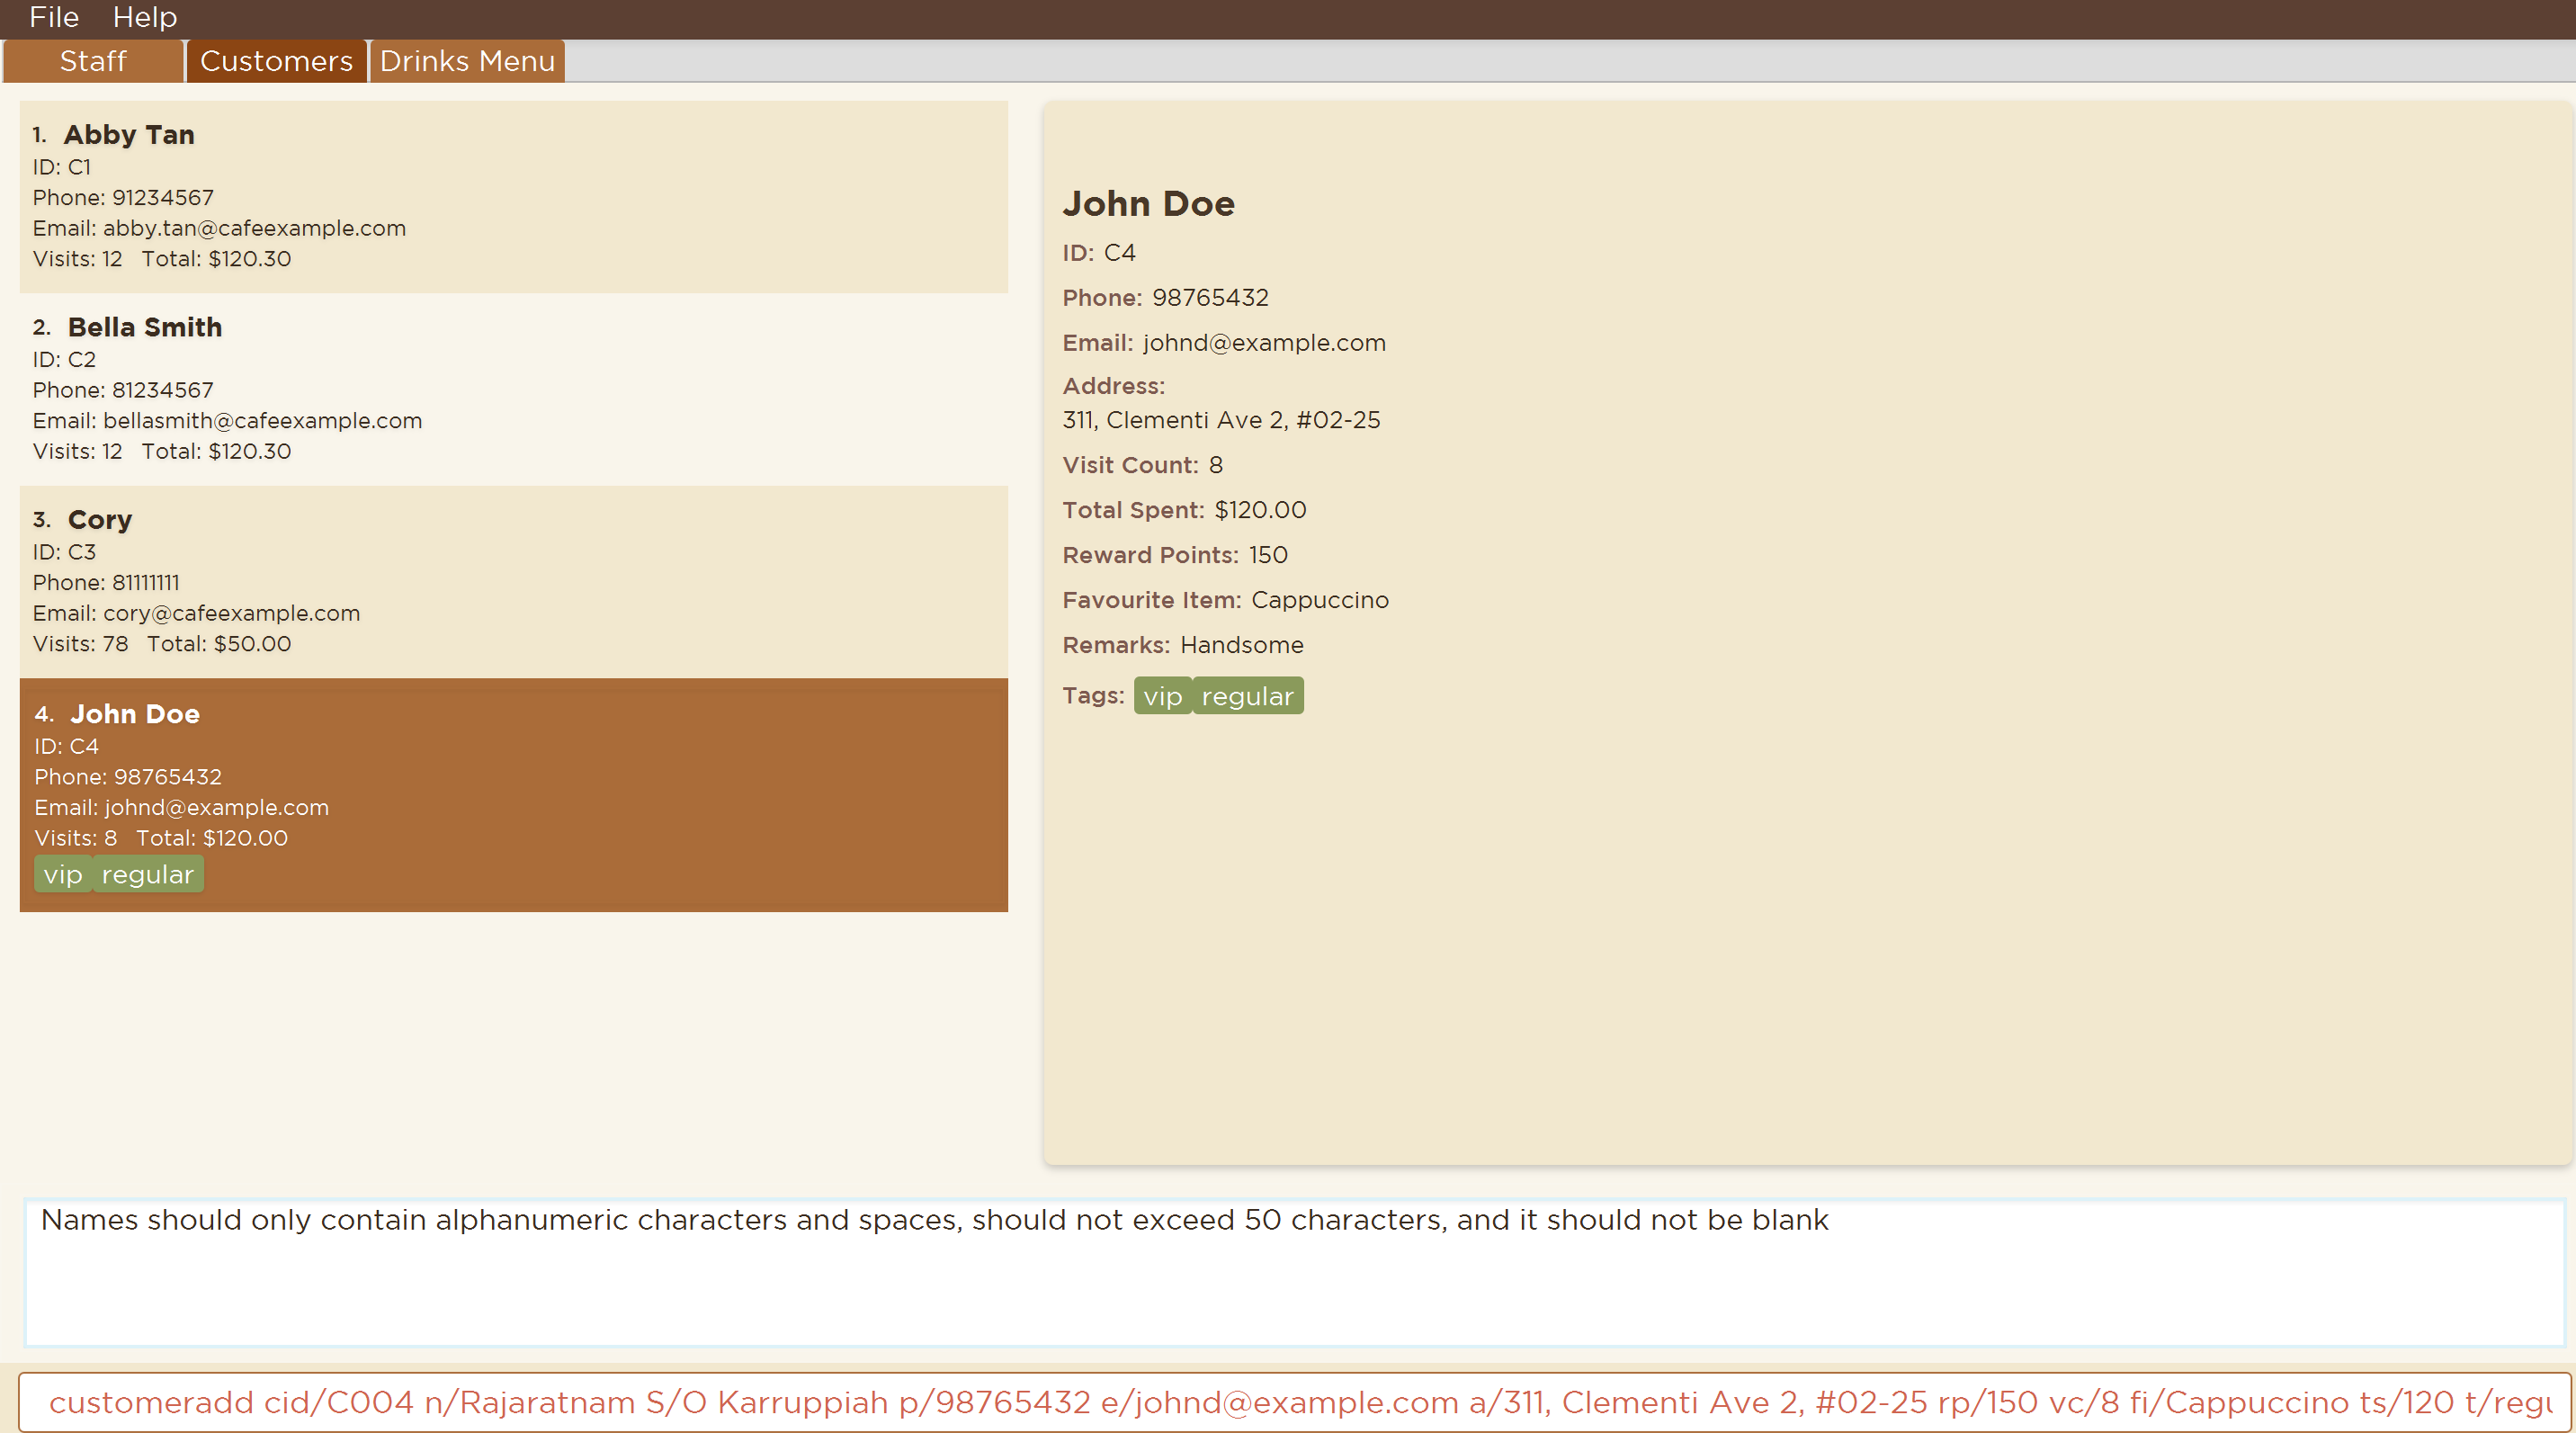 File Help
Staff Customers Drinks Menu
1. Abby Tan
ID: C1
Phone: 91234567
Email: abby.tan@cafeexample.com
Visits: 12 Total: $120.30
2. Bella Smith
ID: C2
Phone: 81234567
Email: bellasmith@cafeexample.com
Visits: 12 Total: $120.30
3. Cory
ID: C3
Phone: 81111111
Email: cory@cafeexample.com
Visits: 78 Total: $50.00
4. John Doe
ID: C4
Phone: 98765432
Email: johnd@example.com
Visits: 8 Total: $120.00
vip regular
John Doe
ID: C4
Phone: 98765432
Email: johnd@example.com
Address:
311, Clementi Ave 2, #02-25
Visit Count: 8
Total Spent: $120.00
Reward Points: 150
Favourite Item: Cappuccino
Remarks: Handsome
Tags: vip regular
Names should only contain alphanumeric characters and spaces, should not exceed 50 characters, and it should not be blank
customeradd cid/C004 n/Rajaratnam S/O Karruppiah p/98765432 e/johnd@example.com a/311, Clementi Ave 2, #02-25 rp/150 vc/8 fi/Cappuccino ts/120 t/regu